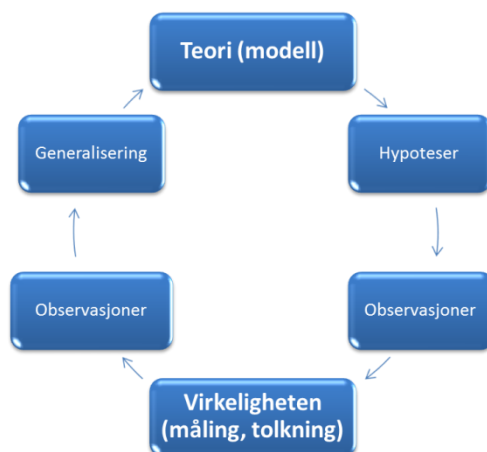 Teori (modell)
Generalisering
Hypoteser
Observasjoner
Observasjoner
Virkeligheten
(måling, tolkning)